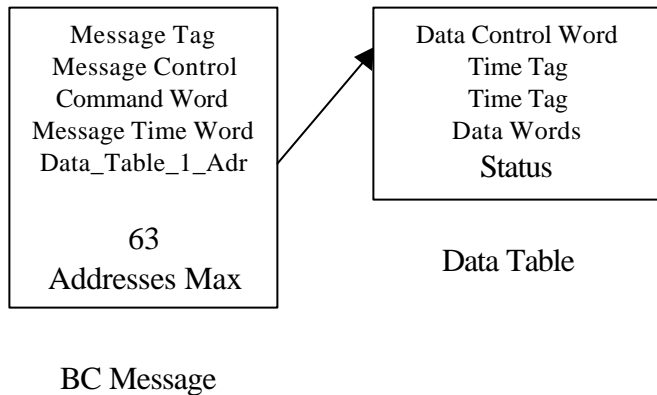 Message Tag
Message Control
Command Word
Message Time Word
Data_Table_1_Adr
63
Addresses Max
BC Message
Data Control Word
Time Tag
Time Tag
Data Words
Status
Data Table